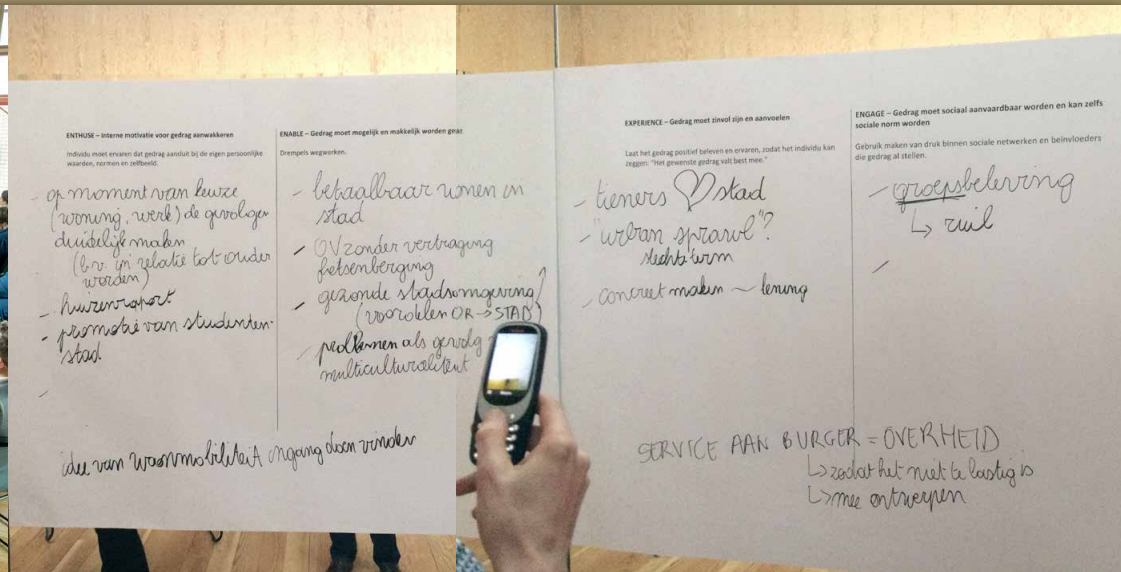 ENTHUSE – Interne motivatie voor gedrag aanwakkeren
Individu moet ervaren dat gedrag aansluit bij de eigen persoonlijke
waarden, normen en zelfbeeld.
- op moment van keuze
(woning, werk) de gevolgen
duidelijk maken
(b.v. in relatie tot ouder
worden)
- huizenrapport
- promotie van studenten-
stad
-
ENABLE – Gedrag moet mogelijk en makkelijk worden
Drempels wegwerken.
- betaalbaar wonen in
stad
- OV zonder vertraging
fietsenberging
- gezonde stadsomgeving?
(voordelen OR → STAD)
- problemen als gevolg
multiculturaliteit
idee van woonmobiliteit ingang doen vinden
EXPERIENCE – Gedrag moet zinvol zijn en aanvoelen
Laat het gedrag positief beleven en ervaren, zodat het individu kan
zeggen: "Het gewenste gedrag valt best mee."
- tieners ♡ stad
- "urban sprawl"?
slechte term
- concreet maken ~
ENGAGE – Gedrag moet sociaal aanvaardbaar worden en kan zelfs
sociale norm worden
Gebruik maken van druk binnen sociale netwerken en beïnvloeders
die gedrag al stellen.
- groepsbeleving
↳ ruil
-
SERVICE AAN BURGER = OVERHEID
↳ zodat het niet te lastig is
↳ mee ontwerpen